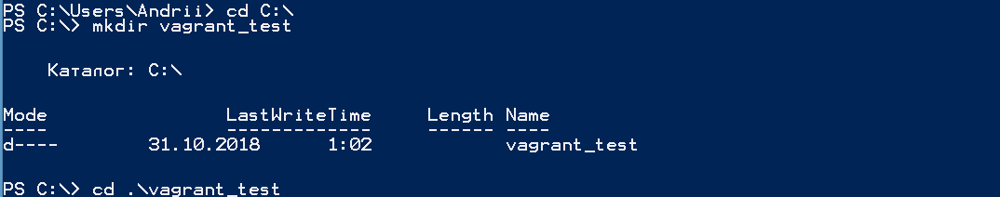 PS C:\Users\Andrii> cd C:\
PS C:\> mkdir vagrant_test
Каталог: C:\
Mode LastWriteTime Length Name
---- ------------- ------ ----
d---- 31.10.2018 1:02 vagrant_test
PS C:\> cd .\vagrant_test